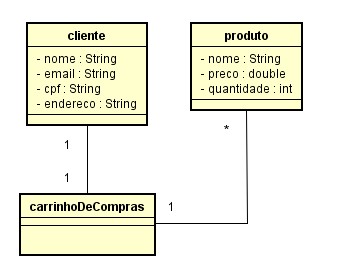 cliente
- nome : String
- email : String
- cpf : String
- endereco : String
produto
- nome : String
- preco : double
- quantidade : int
1
*
1
carrinhoDeCompras
1